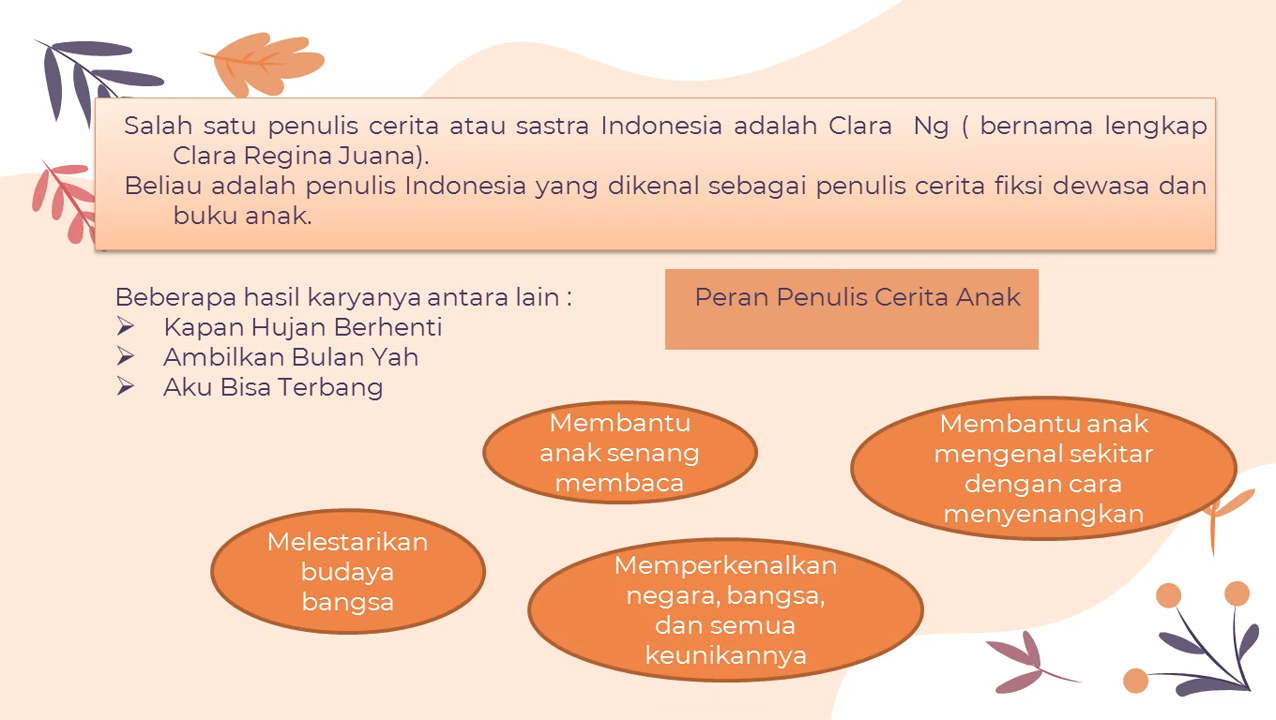 Salah satu penulis cerita atau sastra Indonesia adalah Clara Ng ( bernama lengkap
Clara Regina Juana).
Beliau adalah penulis Indonesia yang dikenal sebagai penulis cerita fiksi dewasa dan
buku anak.
Beberapa hasil karyanya antara lain :
Kapan Hujan Berhenti
Ambilkan Bulan Yah
Aku Bisa Terbang
Peran Penulis Cerita Anak
Membantu
anak senang
membaca
Membantu anak
mengenal sekitar
dengan cara
menyenangkan
Melestarikan
budaya
bangsa
Memperkenalkan
negara, bangsa,
dan semua
keunikannya